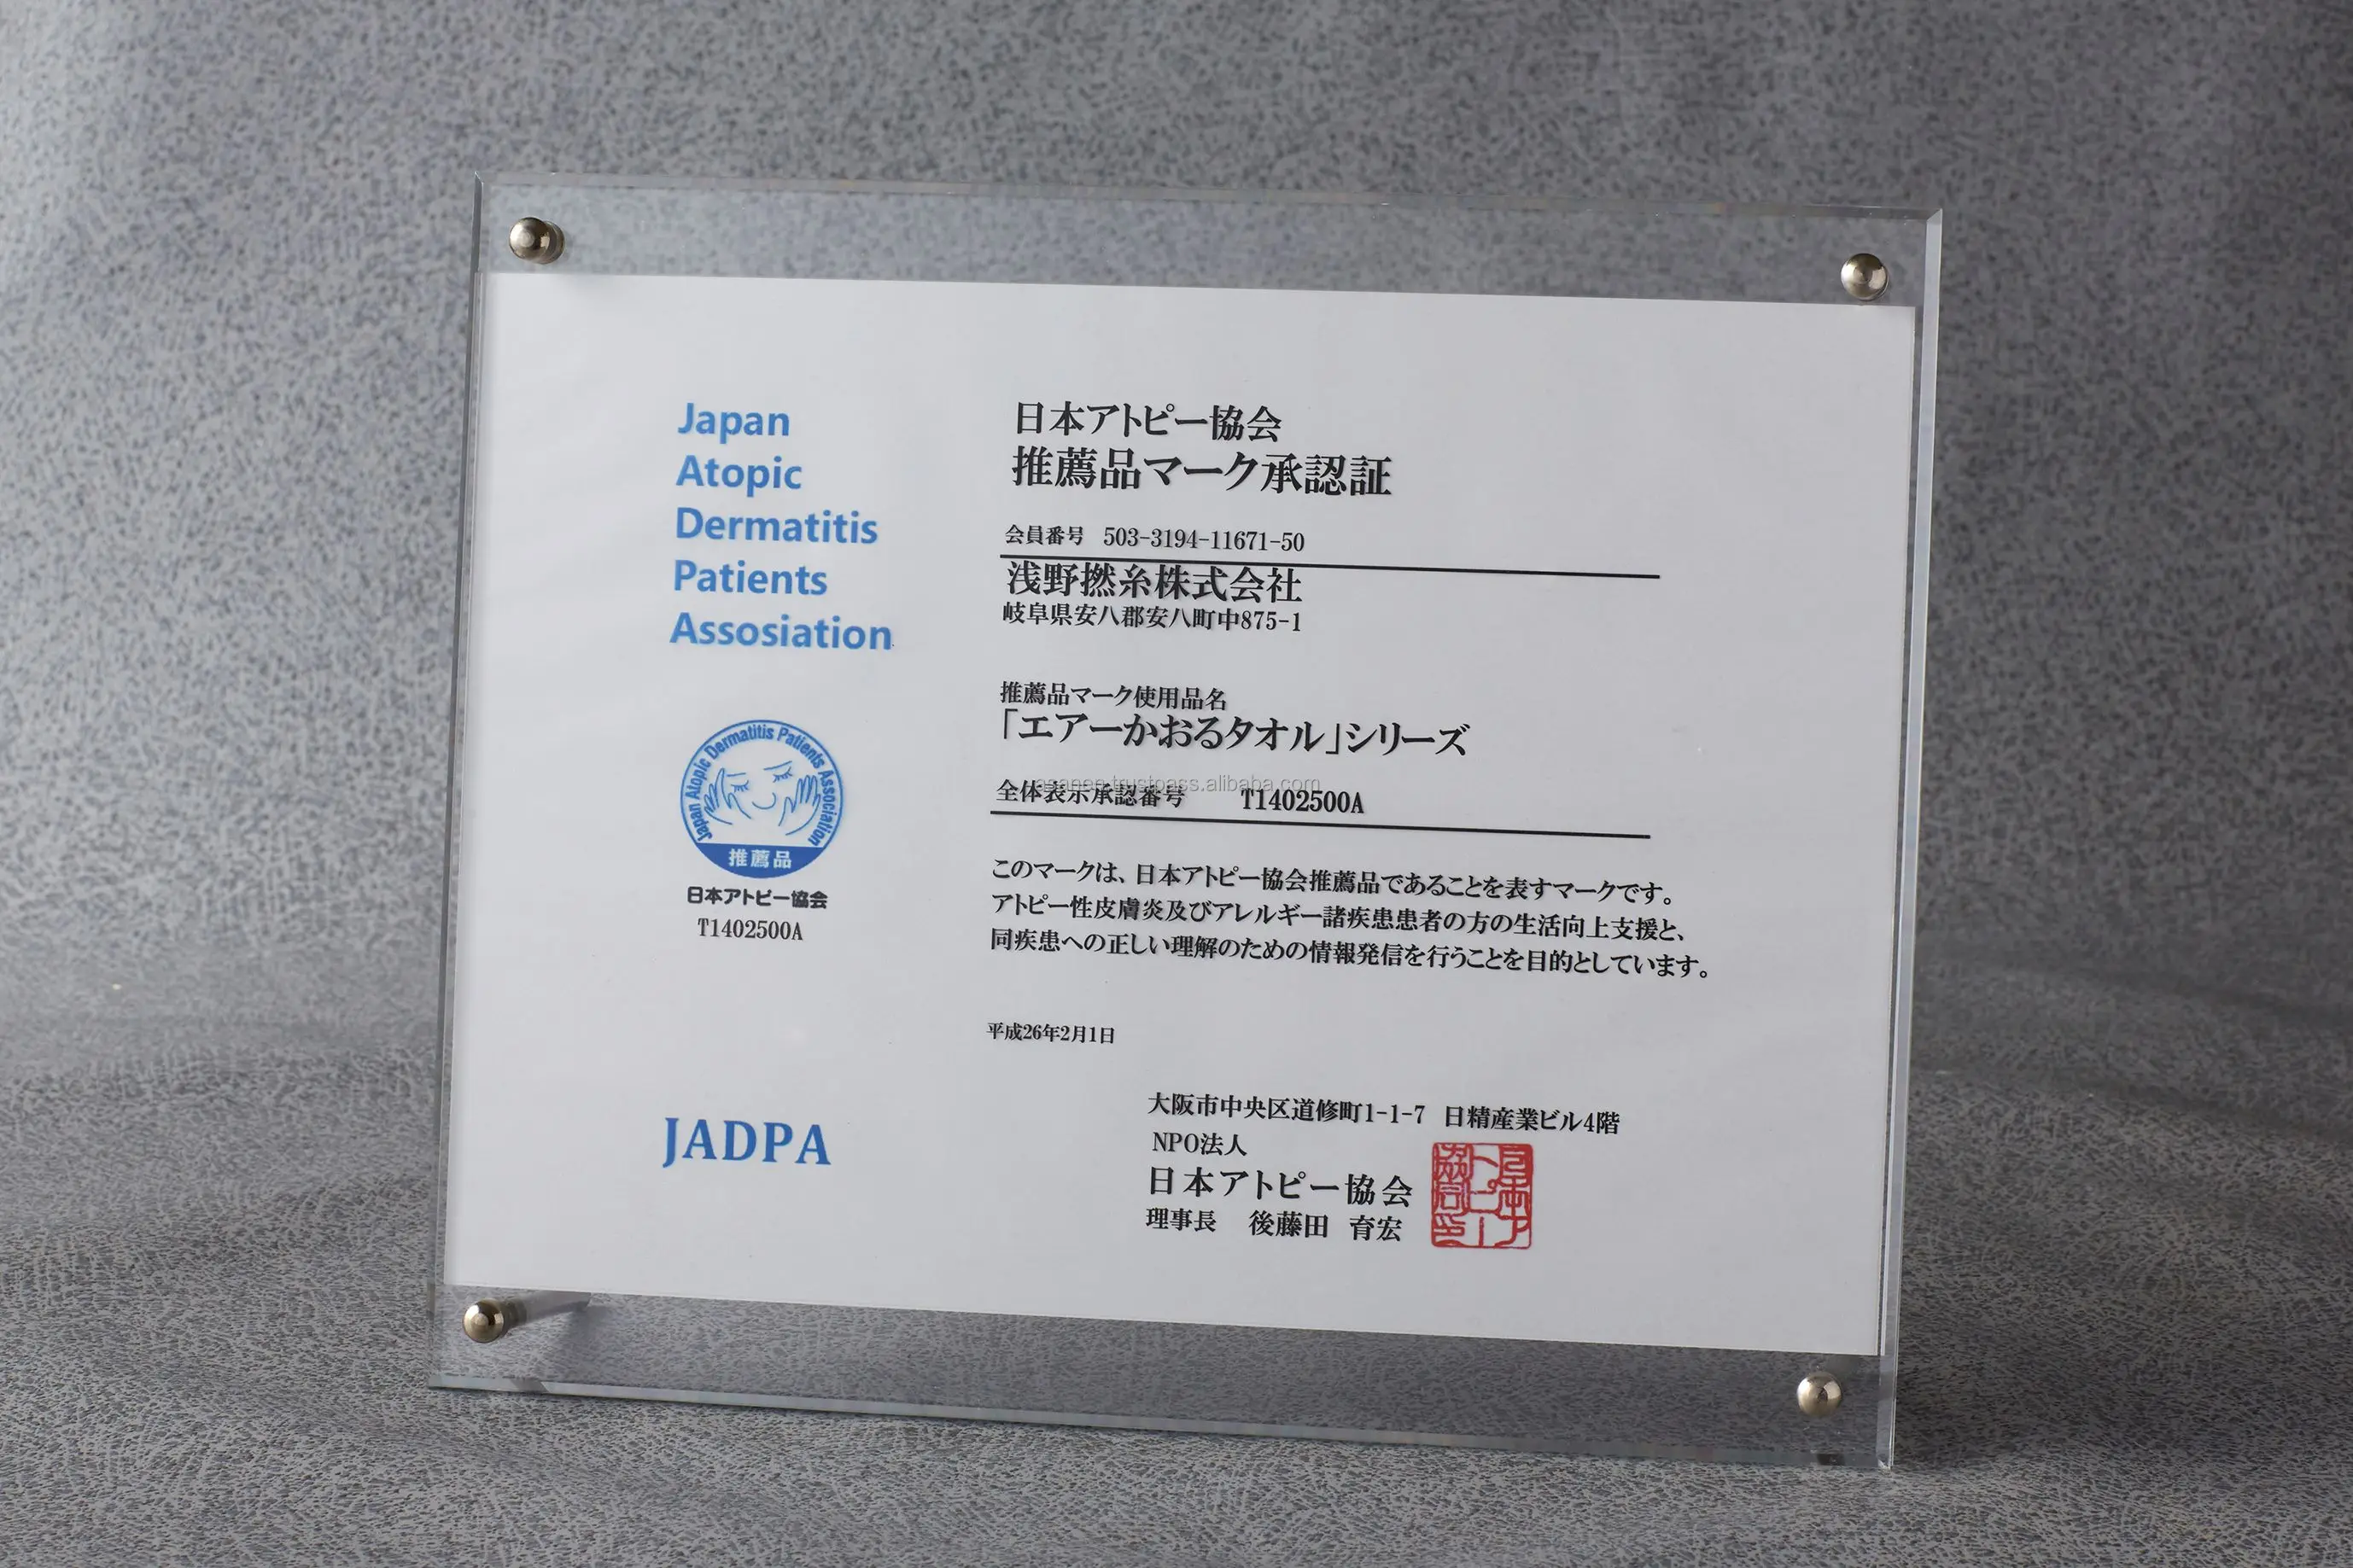 Japan
Atopic
Dermatitis
Patients
Assosiation
Japan Atopic Dermatitis Patients Association
推薦品
日本アトピー協会
T1402500A
JADPA
日本アトピー協会
推薦品マーク承認証
会員番号 503-3194-11671-50
浅野撚糸株式会社
岐阜県安八郡安八町中875-1
推薦品マーク使用品名
「エアーかおるタオル」シリーズ
asanen.trustpass.alibaba.com
全体表示承認番号 T1402500A
このマークは、日本アトピー協会推薦品であることを表すマークです。
アトピー性皮膚炎及びアレルギー諸疾患患者の方の生活向上支援と、
同疾患への正しい理解のための情報発信を行うことを目的としています。
平成26年2月1日
大阪市中央区道修町1-1-7 日精産業ビル4階
NPO法人
日本アトピー協会
理事長 後藤田 育宏